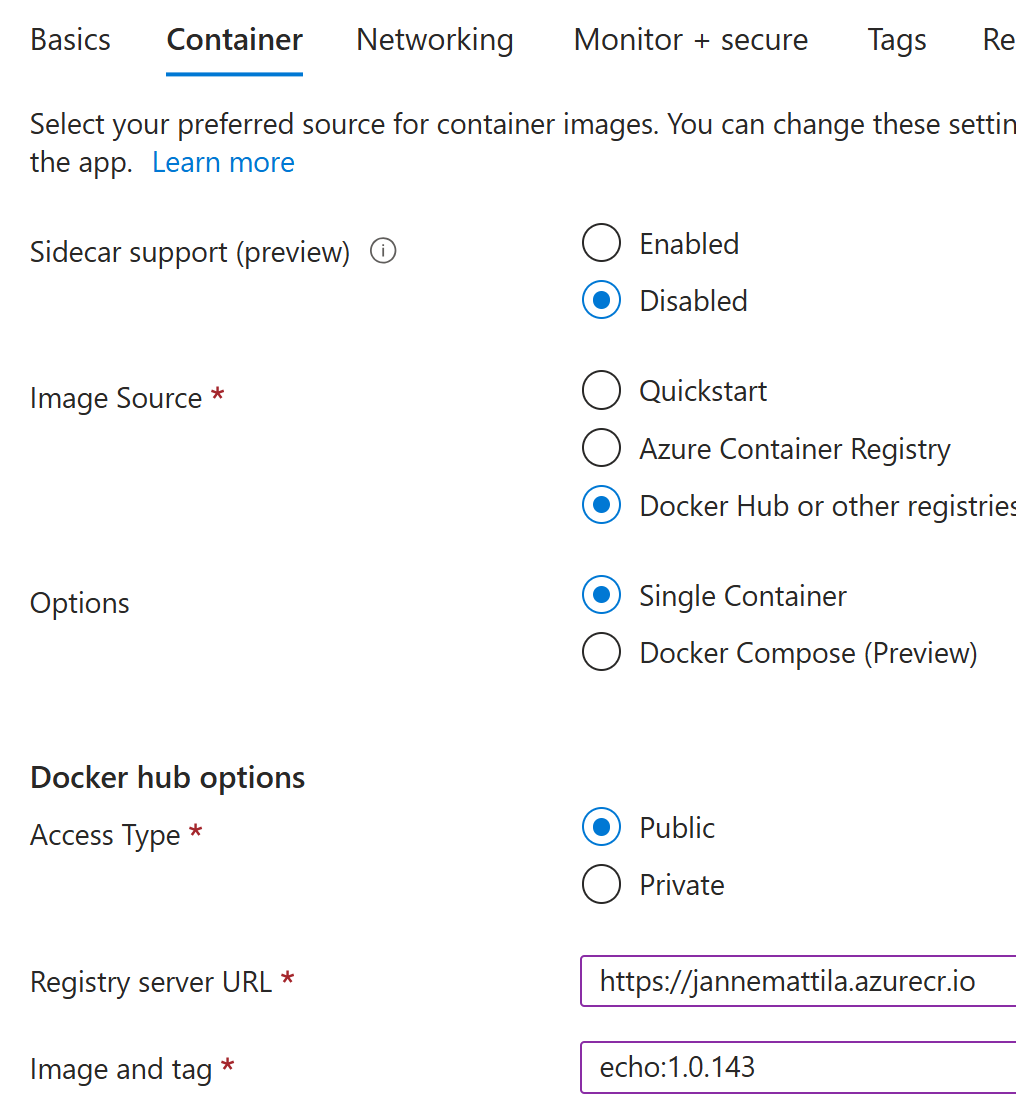 Basics Container Networking Monitor + secure Tags Re
Select your preferred source for container images. You can change these settin
the app. Learn more
Sidecar support (preview)
Enabled
Disabled
Image Source *
Quickstart
Azure Container Registry
Docker Hub or other registries
Options
Single Container
Docker Compose (Preview)
Docker hub options
Access Type *
Public
Private
Registry server URL * https://jannemattila.azurecr.io
Image and tag * echo:1.0.143